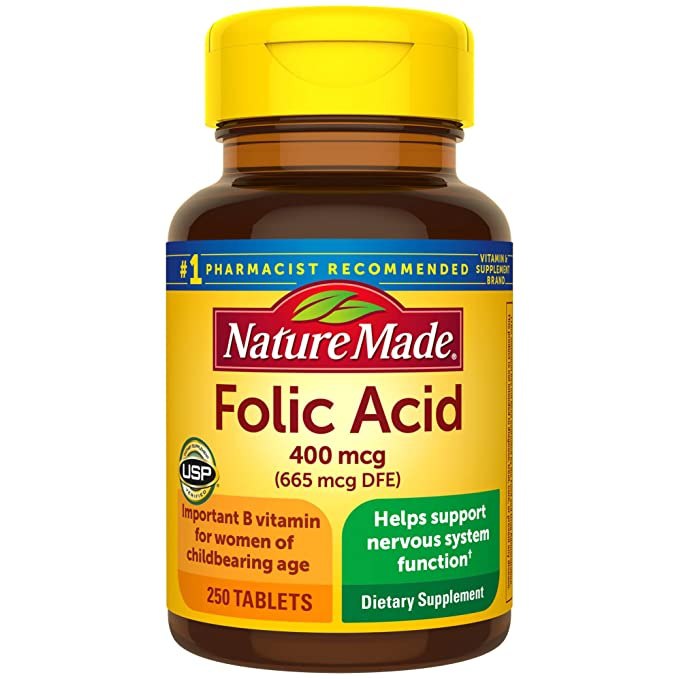 #1 PHARMACIST RECOMMENDED VITAMIN & SUPPLEMENT BRAND
Nature Made®
Folic Acid
400 mcg
(665 mcg DFE)
USP
VERIFIED
Important B vitamin
for women of
childbearing age
250 TABLETS
Helps support
nervous system
function†
Dietary Supplement